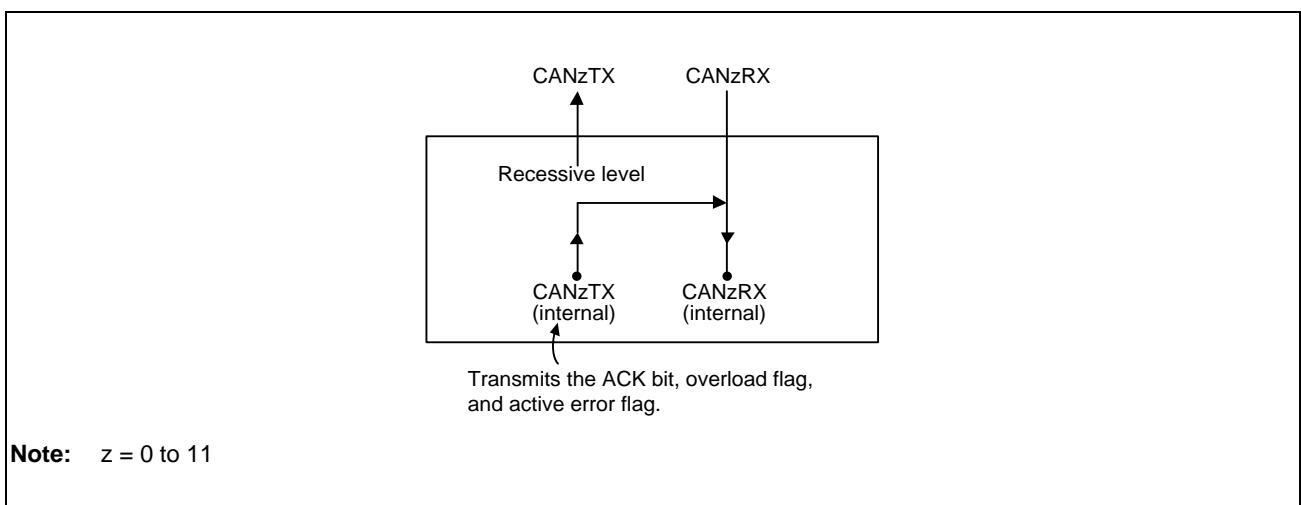 CANzTX
CANzRX
Recessive level
CANzTX
(internal)
CANzRX
(internal)
Transmits the ACK bit, overload flag,
and active error flag.
Note: z = 0 to 11